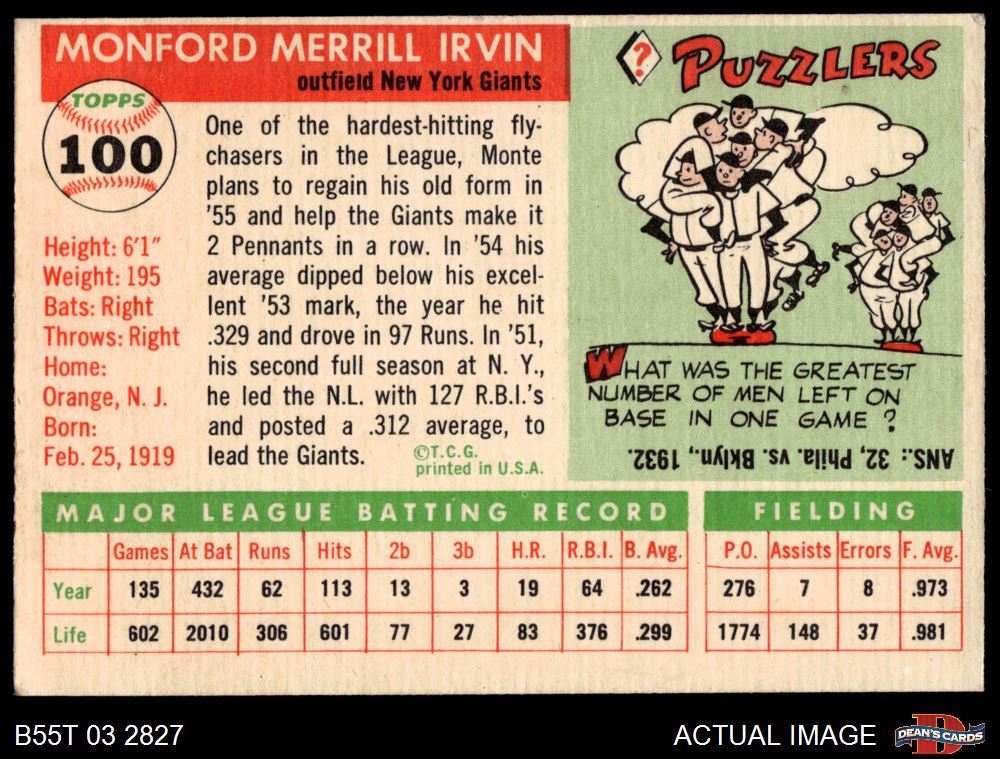 MONFORD MERRILL IRVIN
outfield New York Giants
TOPPS
100
Height: 6'1"
Weight: 195
Bats: Right
Throws: Right
Home:
Orange, N. J.
Born:
Feb. 25, 1919
One of the hardest-hitting fly-
chasers in the League, Monte
plans to regain his old form in
'55 and help the Giants make it
2 Pennants in a row. In '54 his
average dipped below his excel-
lent '53 mark, the year he hit
.329 and drove in 97 Runs. In '51,
his second full season at N. Y.,
he led the N.L. with 127 R.B.I.'s
and posted a .312 average, to
lead the Giants.
©T.C.G.
printed in U.S.A.
? PUZZLERS
WHAT WAS THE GREATEST
NUMBER OF MEN LEFT ON
BASE IN ONE GAME ?
ANS.: 32, Phila. vs. Bklyn., 1932.
MAJOR LEAGUE BATTING RECORD
Games At Bat Runs Hits 2b 3b H.R. R.B.I. B. Avg.
Year 135 432 62 113 13 3 19 64 .262
Life 602 2010 306 601 77 27 83 376 .299
FIELDING
P.O. Assists Errors F. Avg.
276 7 8 .973
1774 148 37 .981
B55T 03 2827
ACTUAL IMAGE
D
DEAN'S CARDS